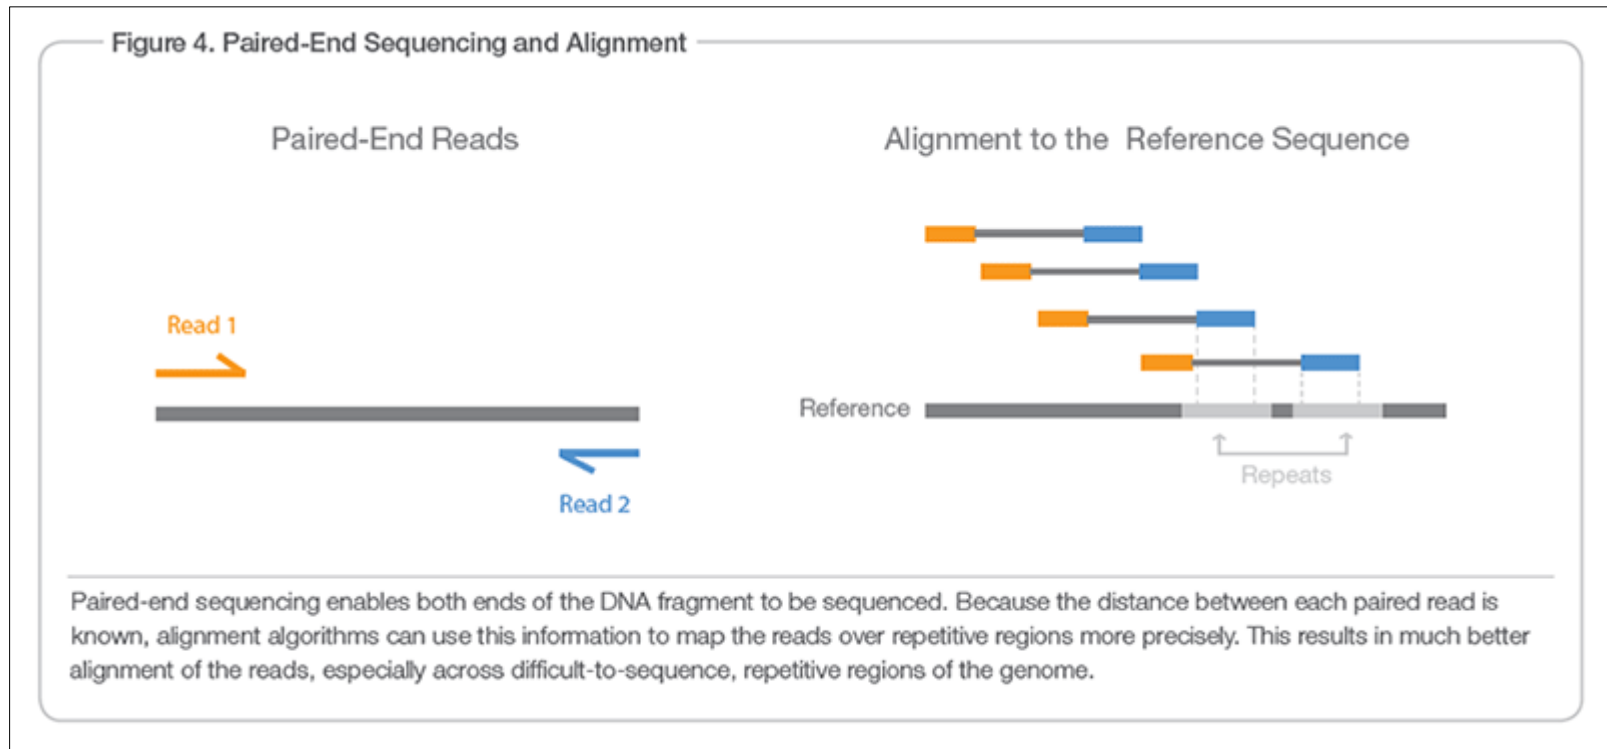 Figure 4. Paired-End Sequencing and Alignment
Paired-End Reads
Alignment to the Reference Sequence
Read 1
Read 2
Reference
Repeats
Paired-end sequencing enables both ends of the DNA fragment to be sequenced. Because the distance between each paired read is
known, alignment algorithms can use this information to map the reads over repetitive regions more precisely. This results in much better
alignment of the reads, especially across difficult-to-sequence, repetitive regions of the genome.